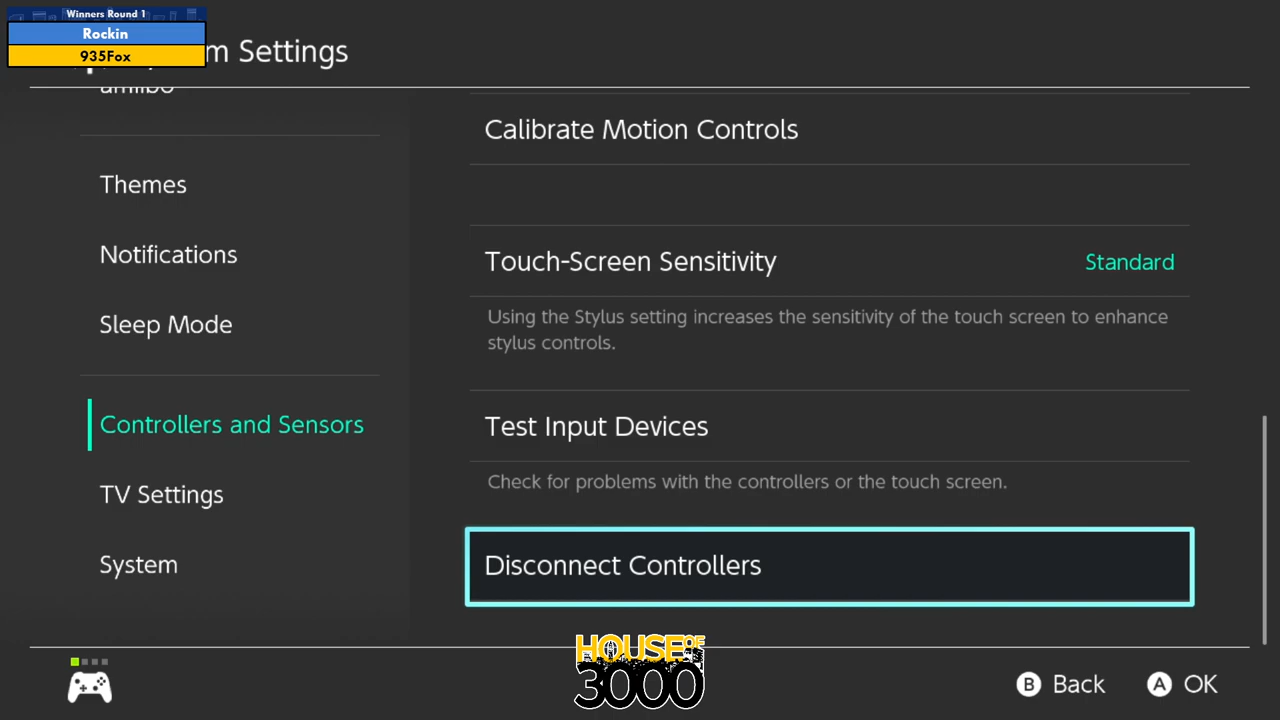 Winners Round 1
Rockin
935Fox
m Settings
amiibo
Themes
Notifications
Sleep Mode
Controllers and Sensors
TV Settings
System
Calibrate Motion Controls
Touch-Screen Sensitivity Standard
Using the Stylus setting increases the sensitivity of the touch screen to enhance
stylus controls.
Test Input Devices
Check for problems with the controllers or the touch screen.
Disconnect Controllers
HOUSE OF
3000
B Back A OK